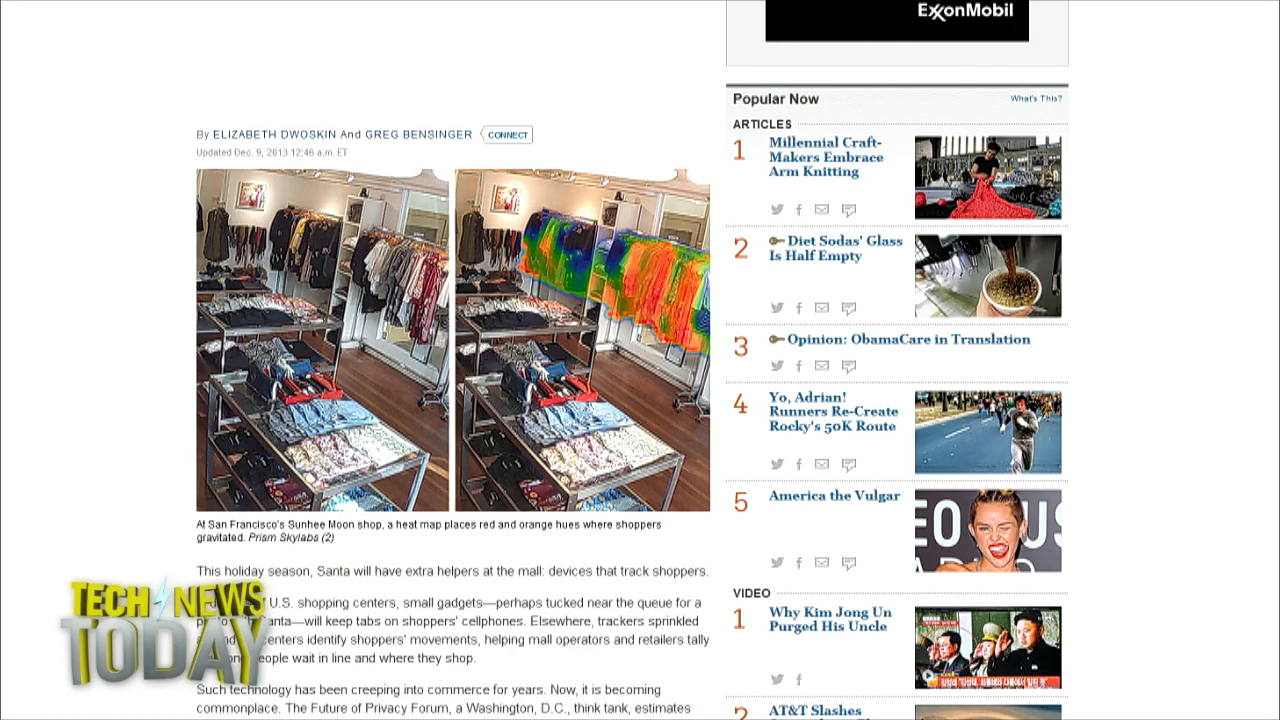 ExxonMobil
Popular Now
What's This?
ARTICLES
1
Millennial Craft-
Makers Embrace
Arm Knitting
2
Diet Sodas' Glass
Is Half Empty
3
Opinion: ObamaCare in Translation
4
Yo, Adrian!
Runners Re-Create
Rocky's 50K Route
5
America the Vulgar
VIDEO
1
Why Kim Jong Un
Purged His Uncle
2
AT&T Slashes
By ELIZABETH DWOSKIN And GREG BENSINGER CONNECT
Updated Dec. 9, 2013 12:46 a.m. ET
At San Francisco's Sunhee Moon shop, a heat map places red and orange hues where shoppers
gravitated. Prism Skylabs (2)
This holiday season, Santa will have extra helpers at the mall: devices that track shoppers.
U.S. shopping centers, small gadgets—perhaps tucked near the queue for a
—will keep tabs on shoppers' cellphones. Elsewhere, trackers sprinkled
centers identify shoppers' movements, helping mall operators and retailers tally
people wait in line and where they shop.
Such been creeping into commerce for years. Now, it is becoming
commonplace. The Future of Privacy Forum, a Washington, D.C., think tank, estimates
TECH NEWS
TODAY